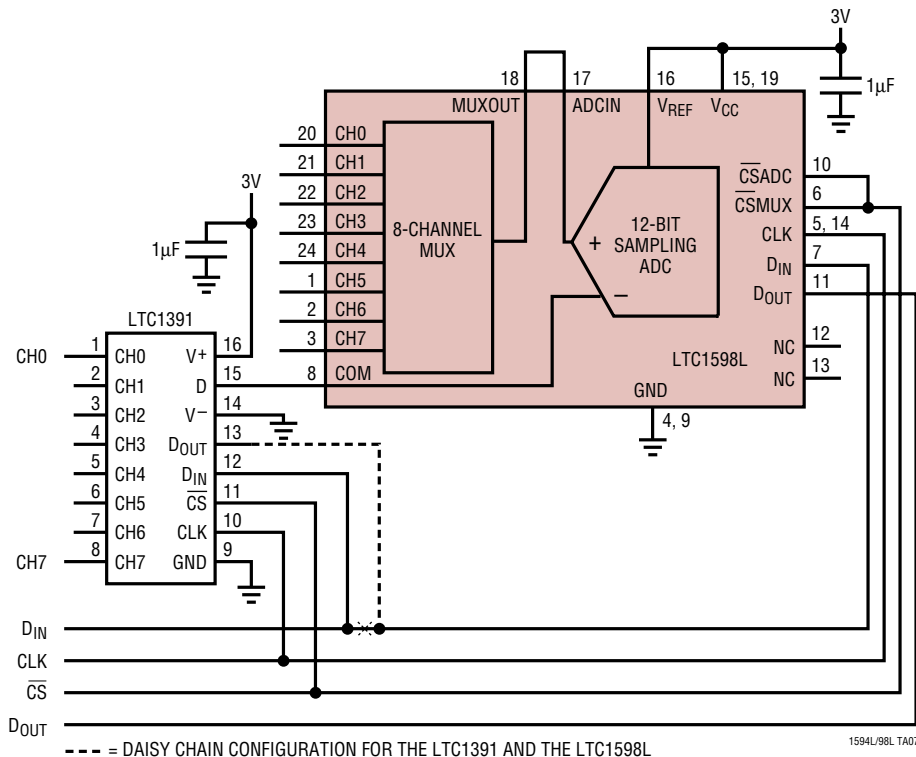 3V
1µF
18
17
16
15, 19
MUXOUT
ADCIN
VREF
VCC
20 CH0
21 CH1
22 CH2
23 CH3
24 CH4
1 CH5
2 CH6
3 CH7
8 COM
8-CHANNEL
MUX
+
−
12-BIT
SAMPLING
ADC
CSADC 10
CSMUX 6
CLK 5, 14
DIN 7
DOUT 11
NC 12
NC 13
LTC1598L
GND
4, 9
3V
1µF
LTC1391
CH0 1 CH0 V+ 16
2 CH1 D 15
3 CH2 V− 14
4 CH3 DOUT 13
5 CH4 DIN 12
6 CH5 CS 11
7 CH6 CLK 10
CH7 8 CH7 GND 9
DIN
CLK
CS
DOUT
= DAISY CHAIN CONFIGURATION FOR THE LTC1391 AND THE LTC1598L
1594L/98L TA07